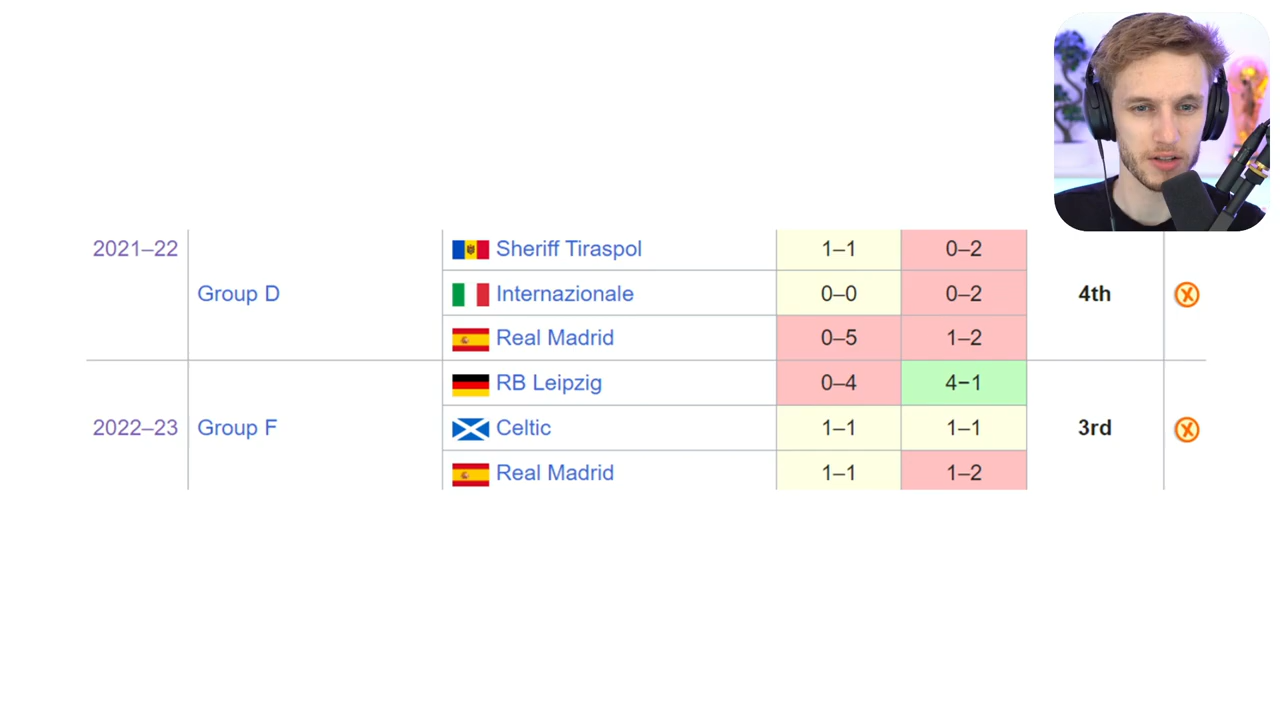 2021–22 Sheriff Tiraspol 1–1 0–2
Group D Internazionale 0–0 0–2 4th
Real Madrid 0–5 1–2
RB Leipzig 0–4 4−1
2022–23 Group F Celtic 1–1 1–1 3rd
Real Madrid 1–1 1–2